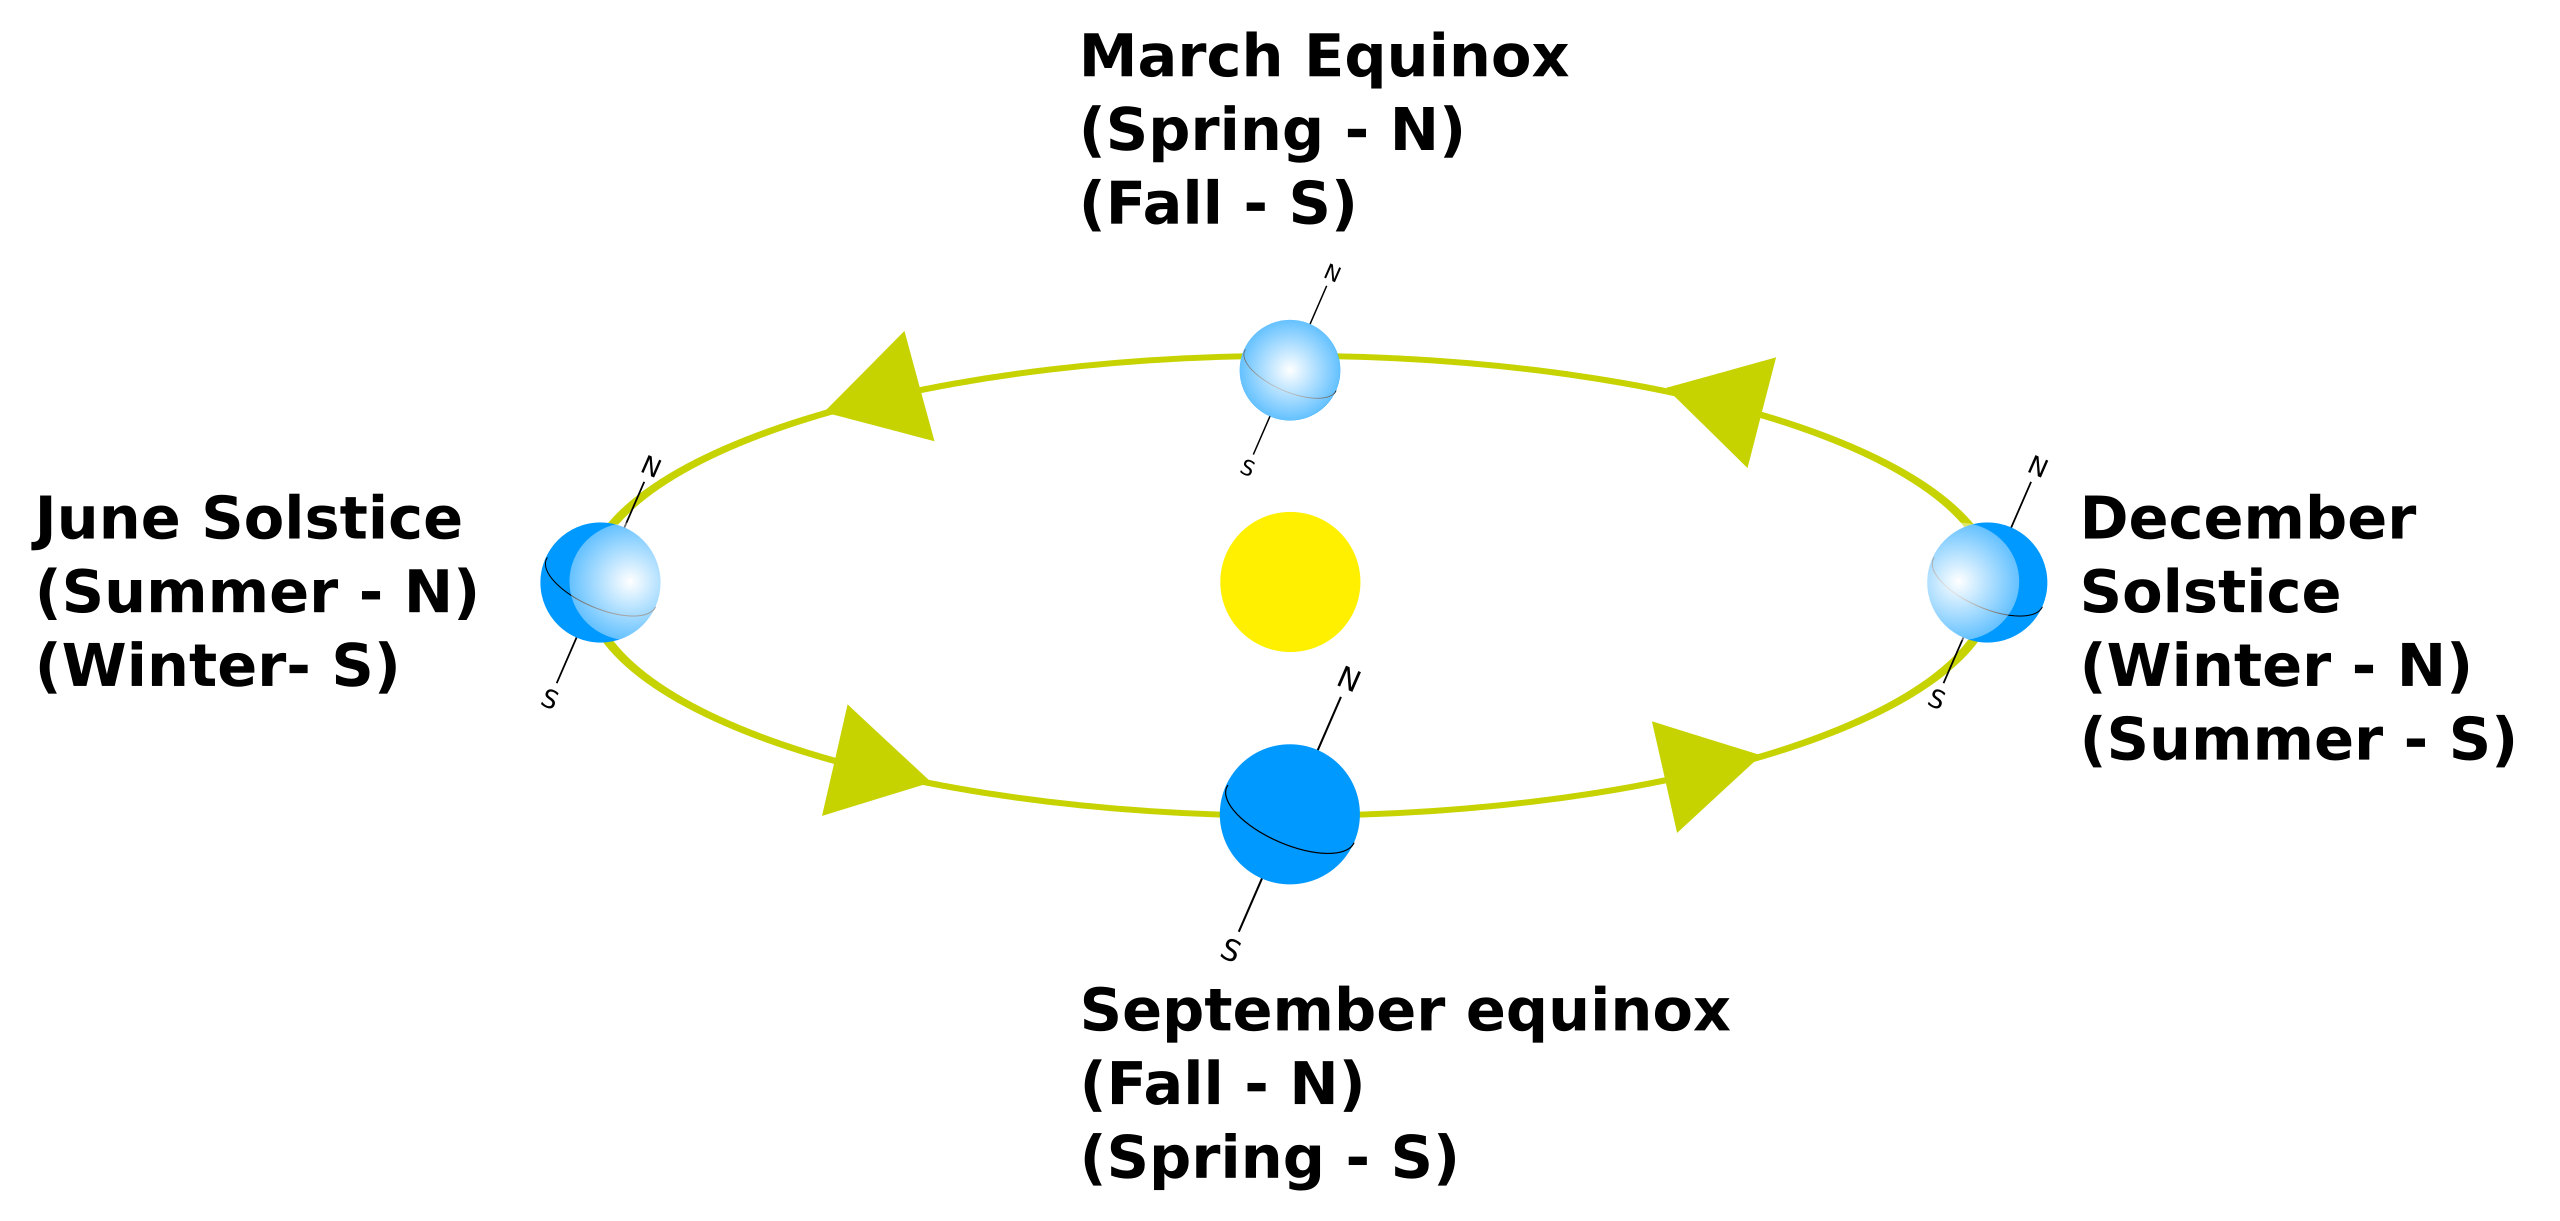 March Equinox
(Spring - N)
(Fall - S)
N
S
N
S
June Solstice
(Summer - N)
(Winter- S)
N
S
December
Solstice
(Winter - N)
(Summer - S)
N
S
September equinox
(Fall - N)
(Spring - S)